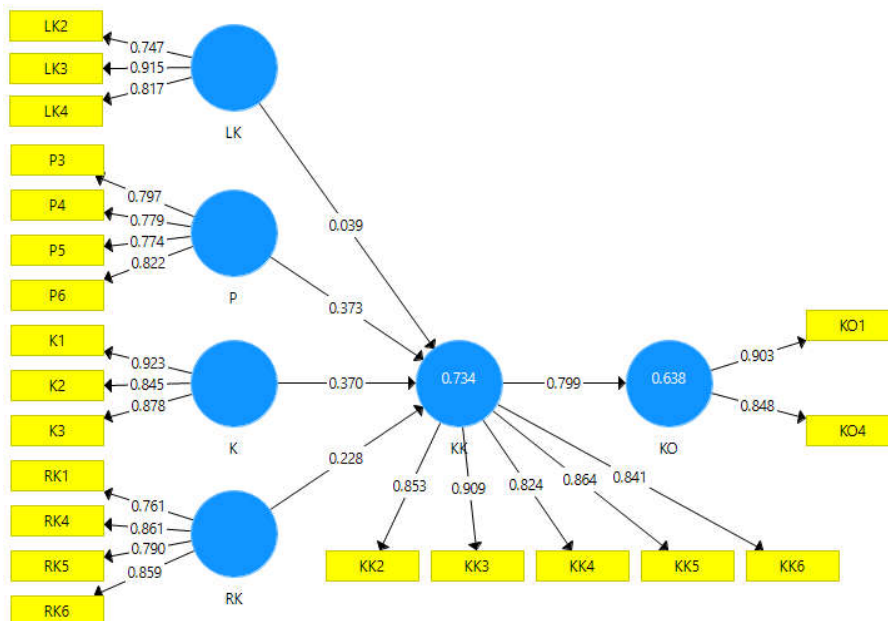 LK2
0.747
LK3
0.915
LK4
0.817
LK
P3
0.797
P4
0.779
P5
0.774
P6
0.822
P
0.039
0.373
K1
0.923
K2
0.845
K3
0.878
K
0.370
0.734
KK
0.799
0.638
KO
KO1
0.903
0.848
KO4
0.228
RK1
0.761
RK4
0.861
RK5
0.790
RK6
0.859
RK
0.853
0.909
0.824
0.864
0.841
KK2
KK3
KK4
KK5
KK6